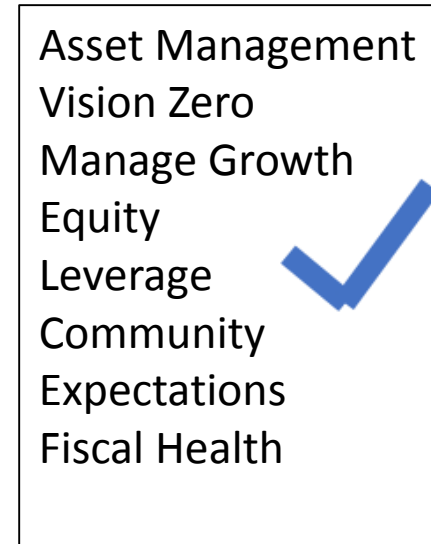 Asset Management
Vision Zero
Manage Growth
Equity
Leverage
Community
Expectations
Fiscal Health